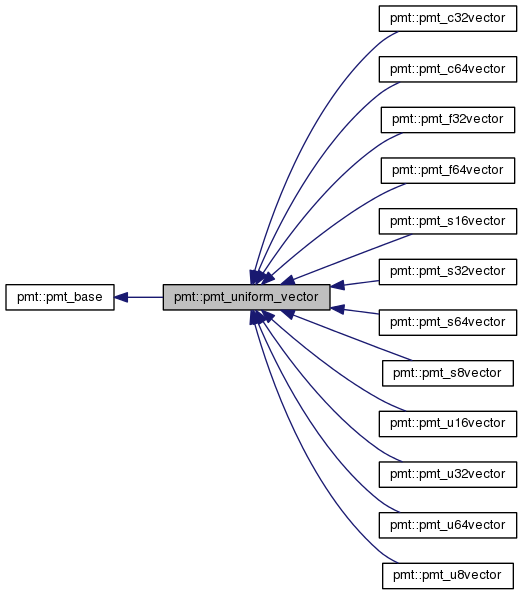 pmt::pmt_c32vector
pmt::pmt_c64vector
pmt::pmt_f32vector
pmt::pmt_f64vector
pmt::pmt_s16vector
pmt::pmt_s32vector
pmt::pmt_base
pmt::pmt_uniform_vector
pmt::pmt_s64vector
pmt::pmt_s8vector
pmt::pmt_u16vector
pmt::pmt_u32vector
pmt::pmt_u64vector
pmt::pmt_u8vector